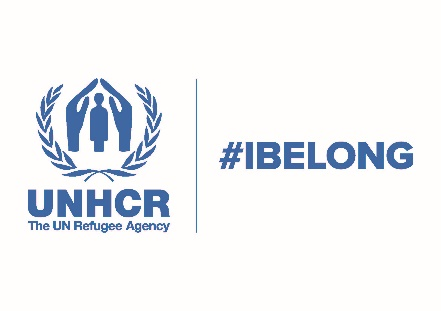 UNHCR
The UN Refugee Agency
#IBELONG